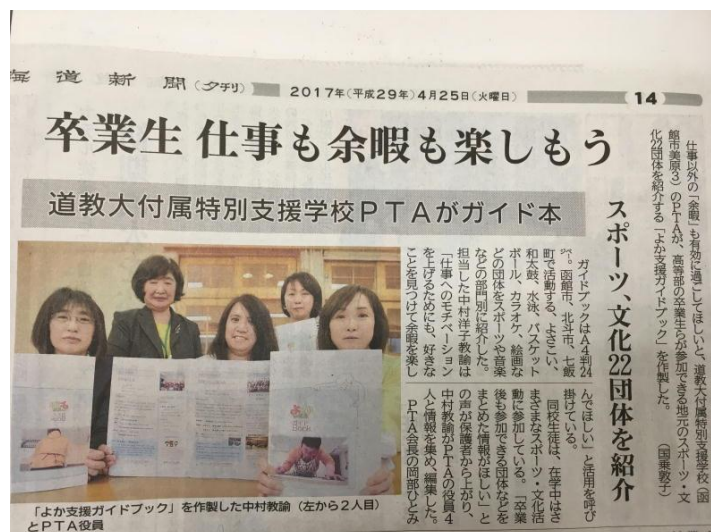 海道新聞(夕刊)
2017年(平成29年)4月25日(火曜日)
14
卒業生 仕事も余暇も楽しもう
道教大付属特別支援学校PTAがガイド本
スポーツ、文化22団体を紹介
仕事以外の「余暇」も有効に過ごしてほしいと、道教大付属特別支援学校(函
館市美原3)のPTAが、高等部の卒業生らが参加できる地元のスポーツ・文
化22団体を紹介する「よか支援ガイドブック」を作製した。
(国乗敦子)
ガイドブックはA4判24
㌻。函館市、北斗市、七飯
町で活動する、よさこい、
和太鼓、水泳、バスケット
ボール、カラオケ、絵画な
どの団体をスポーツや音楽
などの部門別に紹介した。
担当した中村洋子教諭は
「仕事へのモチベーション
を上げるためにも、好きな
ことを見つけて余暇を楽し
んでほしい」と活用を呼び
掛けている。
同校生徒は、在学中はさ
まざまなスポーツ・文化活
動に参加している。「卒業
後も参加できる団体などを
まとめた情報がほしい」と
の声が保護者から上がり、
中村教諭がPTAの役員4
人と情報を集め、編集した。
PTA会長の岡部ひとみ
「よか支援ガイドブック」を作製した中村教諭(左から2人目)
とPTA役員